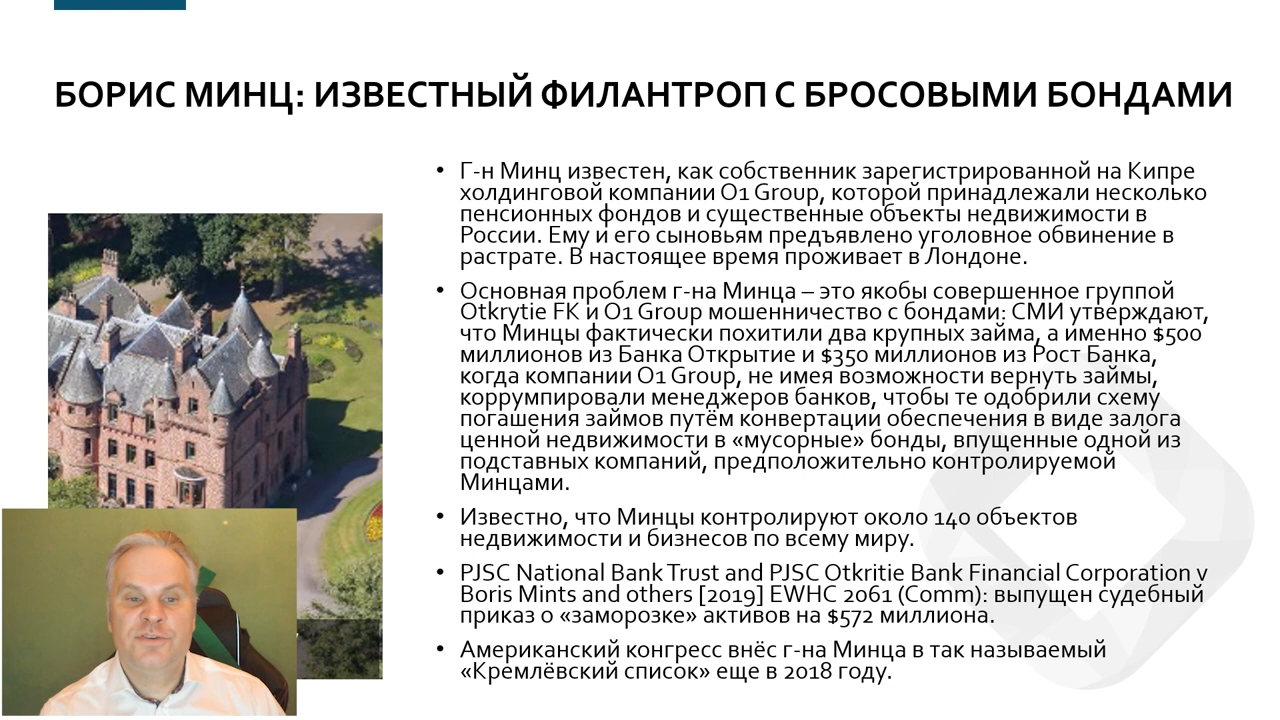 БОРИС МИНЦ: ИЗВЕСТНЫЙ ФИЛАНТРОП С БРОСОВЫМИ БОНДАМИ
• Г-н Минц известен, как собственник зарегистрированной на Кипре
холдинговой компании O1 Group, которой принадлежали несколько
пенсионных фондов и существенные объекты недвижимости в
России. Ему и его сыновьям предъявлено уголовное обвинение в
растрате. В настоящее время проживает в Лондоне.
• Основная проблем г-на Минца – это якобы совершенное группой
Otkrytie FK и O1 Group мошенничество с бондами: СМИ утверждают,
что Минцы фактически похитили два крупных займа, а именно $500
миллионов из Банка Открытие и $350 миллионов из Рост Банка,
когда компании O1 Group, не имея возможности вернуть займы,
коррумпировали менеджеров банков, чтобы те одобрили схему
погашения займов путём конвертации обеспечения в виде залога
ценной недвижимости в «мусорные» бонды, впущенные одной из
подставных компаний, предположительно контролируемой
Минцами.
• Известно, что Минцы контролируют около 140 объектов
недвижимости и бизнесов по всему миру.
• PJSC National Bank Trust and PJSC Otkritie Bank Financial Corporation v
Boris Mints and others [2019] EWHC 2061 (Comm): выпущен судебный
приказ о «заморозке» активов на $572 миллиона.
• Американский конгресс внёс г-на Минца в так называемый
«Кремлёвский список» еще в 2018 году.